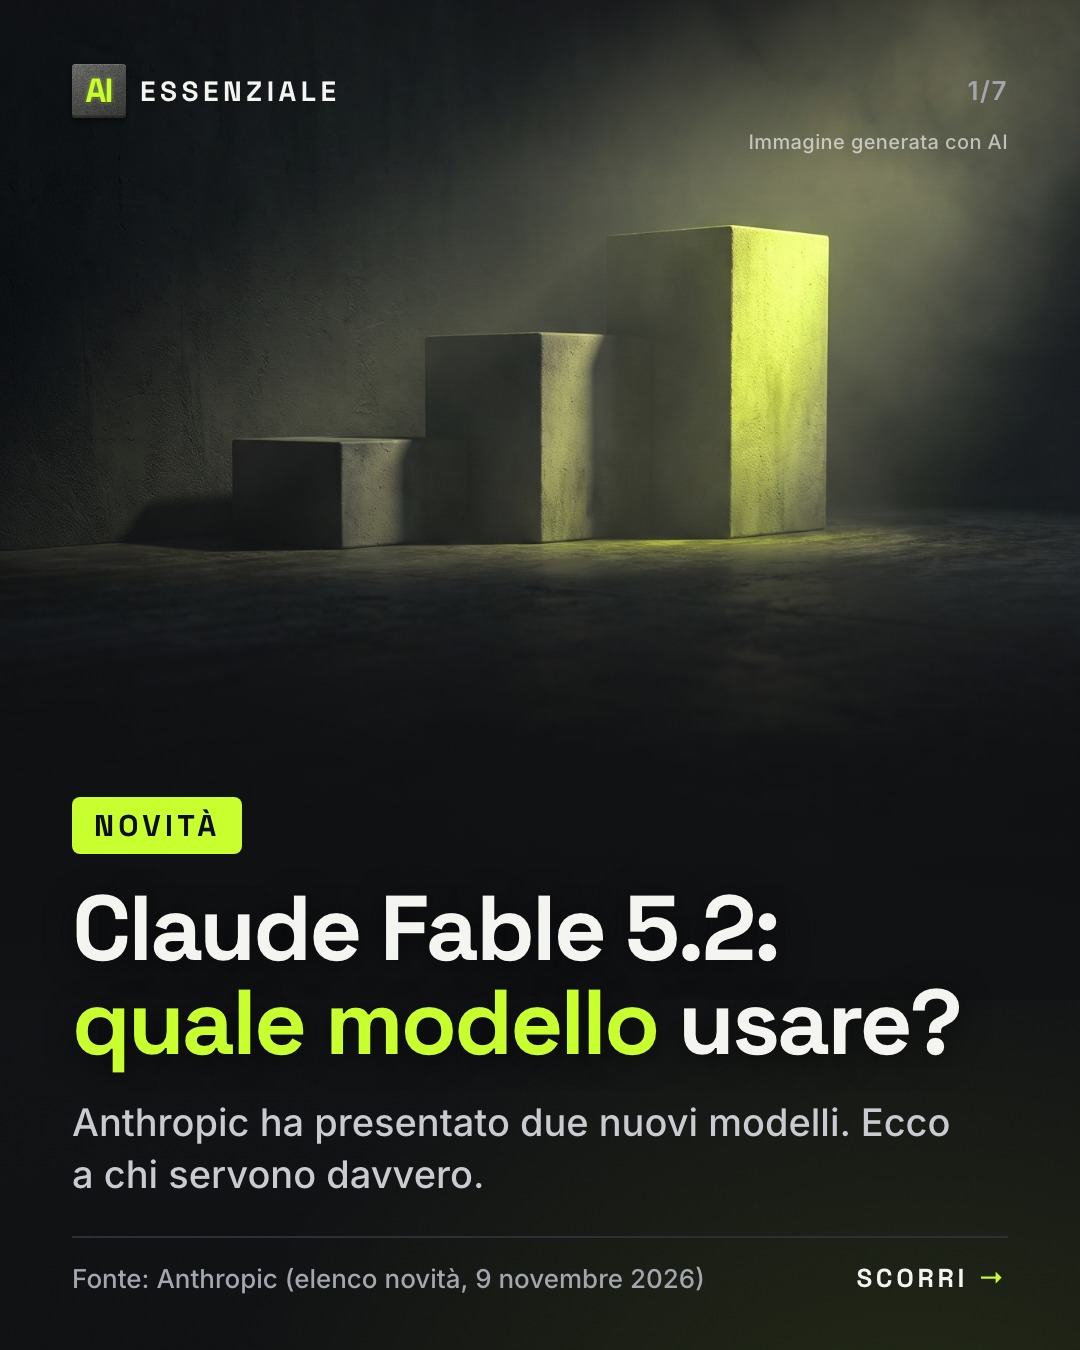 AI ESSENZIALE
1/7
Immagine generata con AI
NOVITÀ
Claude Fable 5.2:
quale modello usare?
Anthropic ha presentato due nuovi modelli. Ecco
a chi servono davvero.
Fonte: Anthropic (elenco novità, 9 novembre 2026)
SCORRI →